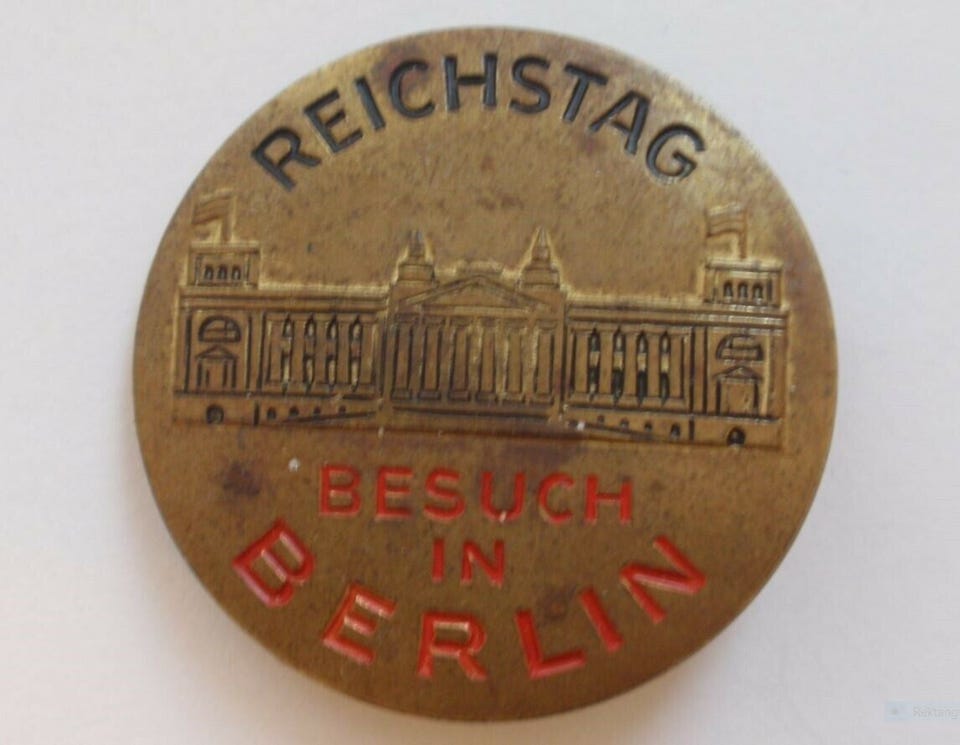 REICHSTAG
BESUCH
IN
BERLIN